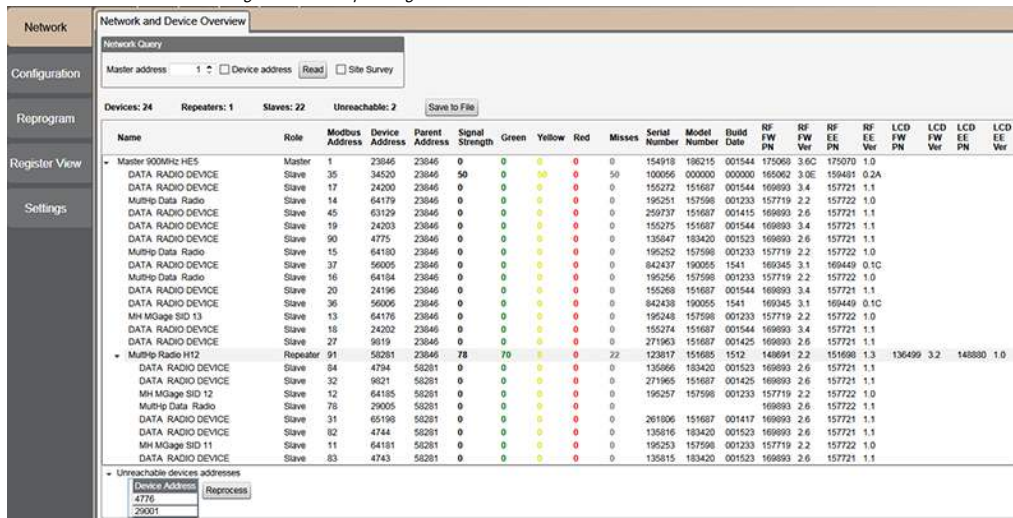 Network
Network and Device Overview
Network Query
Master address 1 Device address Read Site Survey
Configuration
Reprogram
Register View
Settings
Devices: 24 Repeaters: 1 Slaves: 22 Unreachable: 2 Save to File
Name Role Modbus Address Device Address Parent Address Signal Strength Green Yellow Red Misses Serial Number Model Number Build Date RF FW PN RF FW Ver RF EE PN RF EE Ver LCD FW PN LCD FW Ver LCD EE PN LCD EE Ver
Master 900MHz HE5 Master 1 23846 23846 0 0 0 0 0 154918 186215 001544 175068 3.6C 175070 1.0
DATA RADIO DEVICE Slave 35 34520 23846 50 0 50 0 50 100056 000000 000000 165062 3.0E 159481 0.2A
DATA RADIO DEVICE Slave 17 24200 23846 0 0 0 0 0 155272 151687 001544 169893 3.4 157721 1.1
MultHp Data Radio Slave 14 64179 23846 0 0 0 0 0 195251 157598 001233 157719 2.2 157722 1.0
DATA RADIO DEVICE Slave 45 63129 23846 0 0 0 0 0 259737 151687 001415 169893 2.6 157721 1.1
DATA RADIO DEVICE Slave 19 24203 23846 0 0 0 0 0 155275 151687 001544 169893 3.4 157721 1.1
DATA RADIO DEVICE Slave 90 4775 23846 0 0 0 0 0 135847 183420 001523 169893 2.6 157721 1.1
MultHp Data Radio Slave 15 64180 23846 0 0 0 0 0 195252 157598 001233 157719 2.2 157722 1.0
DATA RADIO DEVICE Slave 37 56005 23846 0 0 0 0 0 842437 190055 1541 169345 3.1 169449 0.1C
MultHp Data Radio Slave 16 64184 23846 0 0 0 0 0 195256 157598 001233 157719 2.2 157722 1.0
DATA RADIO DEVICE Slave 20 24196 23846 0 0 0 0 0 155268 151687 001544 169893 3.4 157721 1.1
DATA RADIO DEVICE Slave 36 56006 23846 0 0 0 0 0 842438 190055 1541 169345 3.1 169449 0.1C
MH MGage SID 13 Slave 13 64176 23846 0 0 0 0 0 195248 157598 001233 157719 2.2 157722 1.0
DATA RADIO DEVICE Slave 18 24202 23846 0 0 0 0 0 155274 151687 001544 169893 3.4 157721 1.1
DATA RADIO DEVICE Slave 27 9819 23846 0 0 0 0 0 271963 151687 001425 169893 2.6 157721 1.1
MultHp Radio H12 Repeater 91 58281 23846 78 70 8 0 22 123817 151685 1512 148691 2.2 151698 1.3 136499 3.2 148880 1.0
DATA RADIO DEVICE Slave 84 4794 58281 0 0 0 0 0 135866 183420 001523 169893 2.6 157721 1.1
DATA RADIO DEVICE Slave 32 9821 58281 0 0 0 0 0 271965 151687 001425 169893 2.6 157721 1.1
MH MGage SID 12 Slave 12 64185 58281 0 0 0 0 0 195257 157598 001233 157719 2.2 157722 1.0
MultHp Data Radio Slave 78 29005 58281 0 0 0 0 0 169893 2.6 157722 1.1
DATA RADIO DEVICE Slave 31 65198 58281 0 0 0 0 0 261806 151687 001417 169893 2.6 157721 1.1
DATA RADIO DEVICE Slave 82 4744 58281 0 0 0 0 0 135816 183420 001523 169893 2.6 157721 1.1
MH MGage SID 11 Slave 11 64181 58281 0 0 0 0 0 195253 157598 001233 157719 2.2 157722 1.0
DATA RADIO DEVICE Slave 83 4743 58281 0 0 0 0 0 135815 183420 001523 169893 2.6 157721 1.1
Unreachable devices addresses
Device Address Reprocess
4776
29001